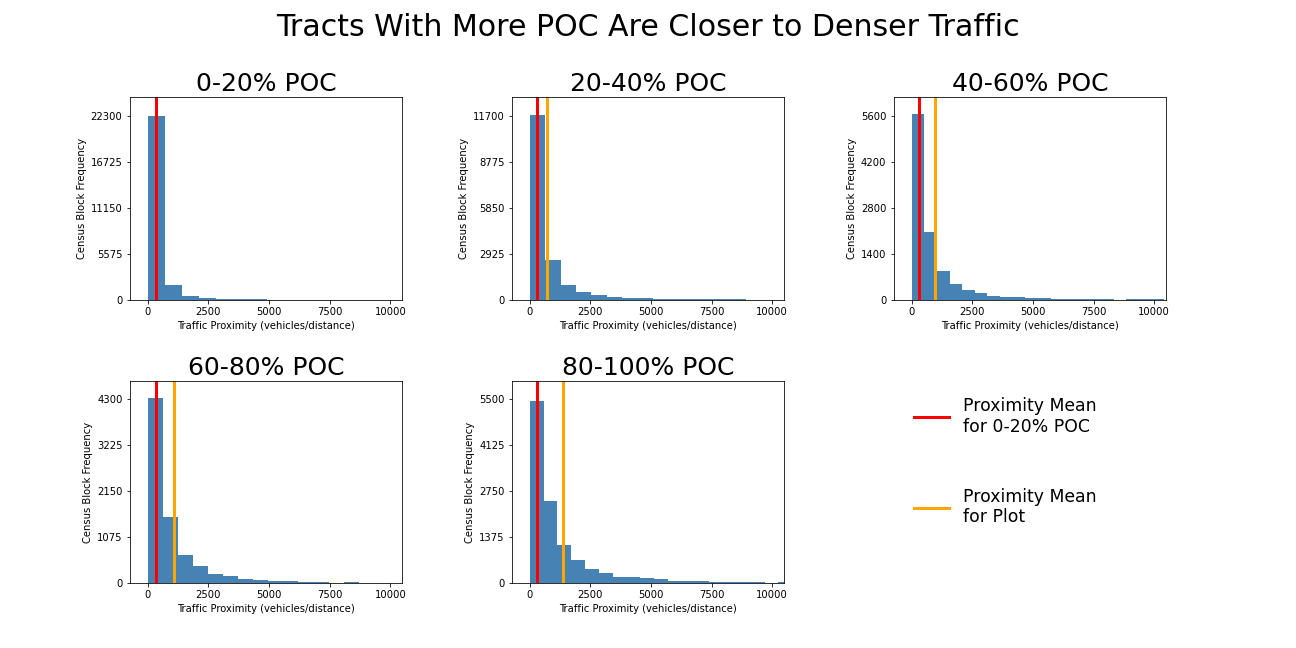 Tracts With More POC Are Closer to Denser Traffic
0-20% POC
22300
16725
11150
5575
0
Census Block Frequency
0 2500 5000 7500 10000
Traffic Proximity (vehicles/distance)
20-40% POC
11700
8775
5850
2925
0
Census Block Frequency
0 2500 5000 7500 10000
Traffic Proximity (vehicles/distance)
40-60% POC
5600
4200
2800
1400
0
Census Block Frequency
0 2500 5000 7500 10000
Traffic Proximity (vehicles/distance)
60-80% POC
4300
3225
2150
1075
0
Census Block Frequency
0 2500 5000 7500 10000
Traffic Proximity (vehicles/distance)
80-100% POC
5500
4125
2750
1375
0
Census Block Frequency
0 2500 5000 7500 10000
Traffic Proximity (vehicles/distance)
Proximity Mean
for 0-20% POC
Proximity Mean
for Plot